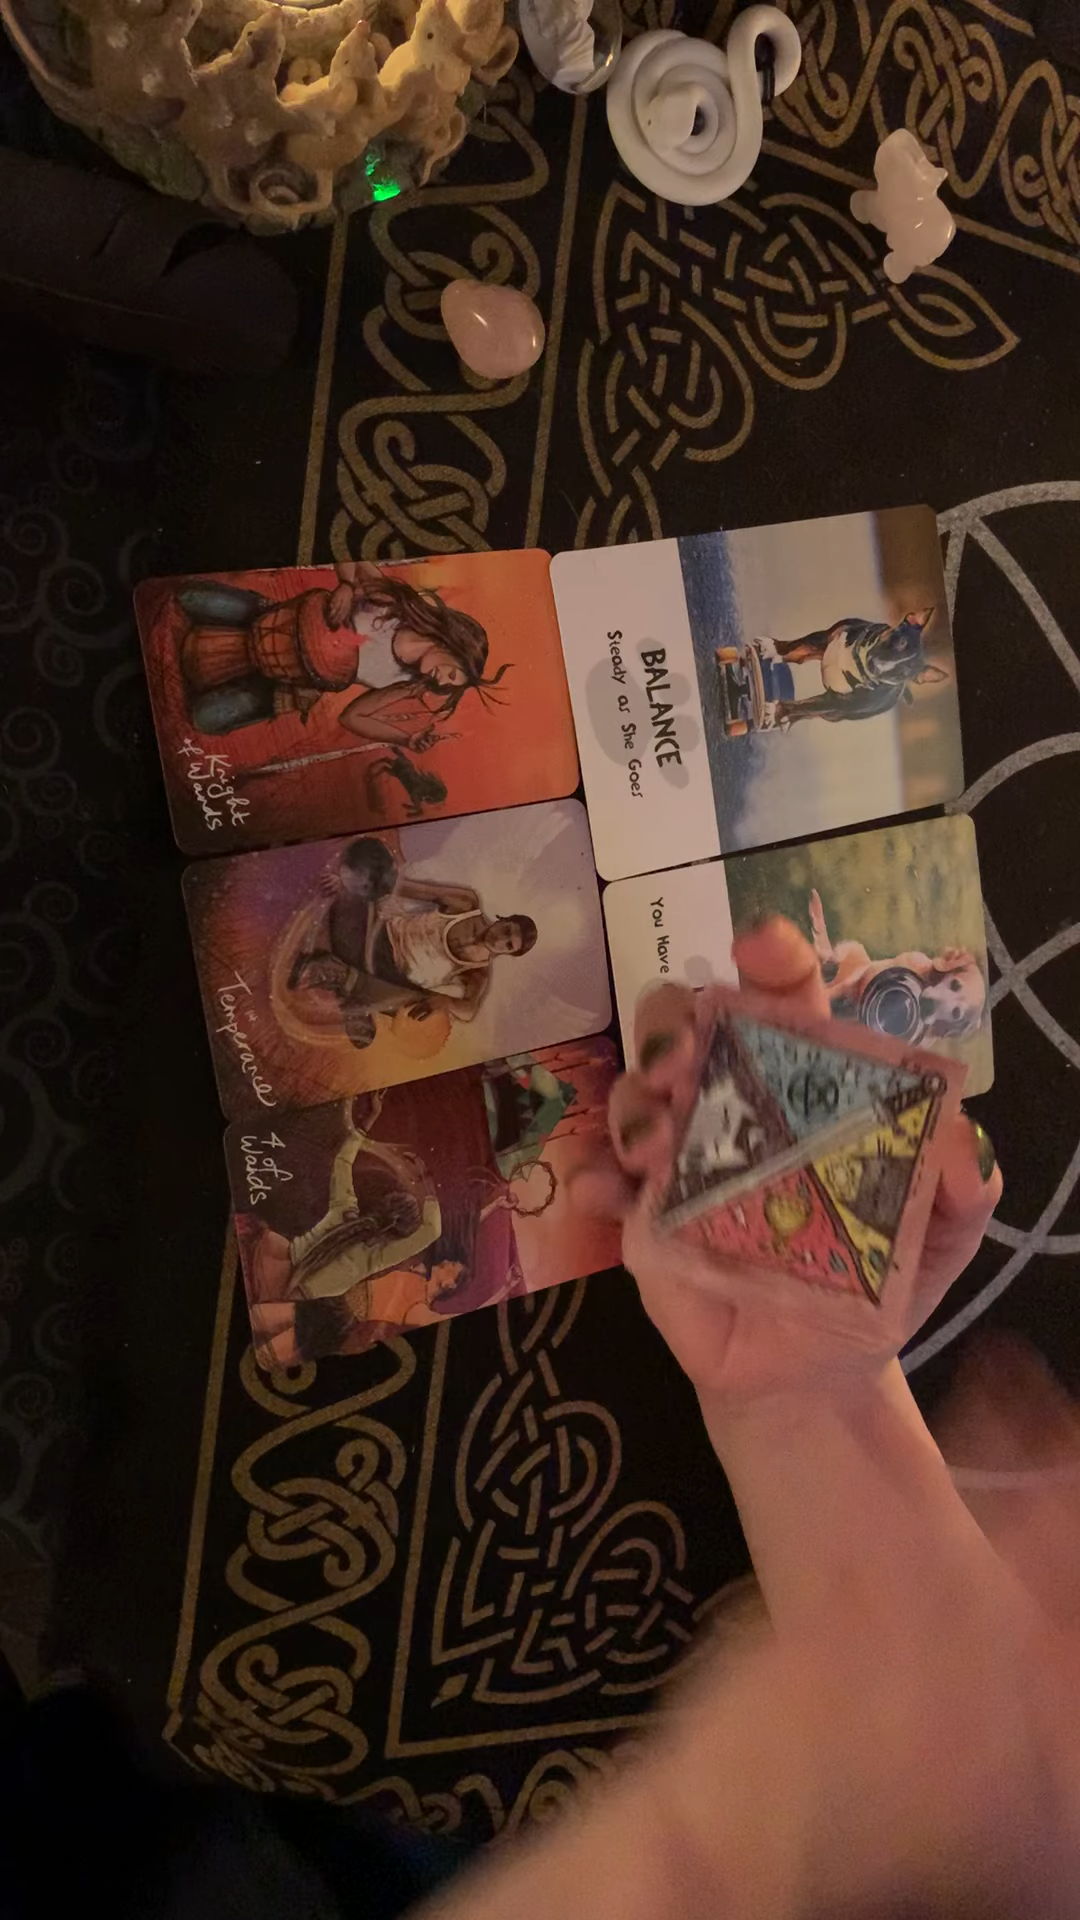 Knight
of Wands
BALANCE
Steady as She Goes
Temperance
You Have
4 of
Wands